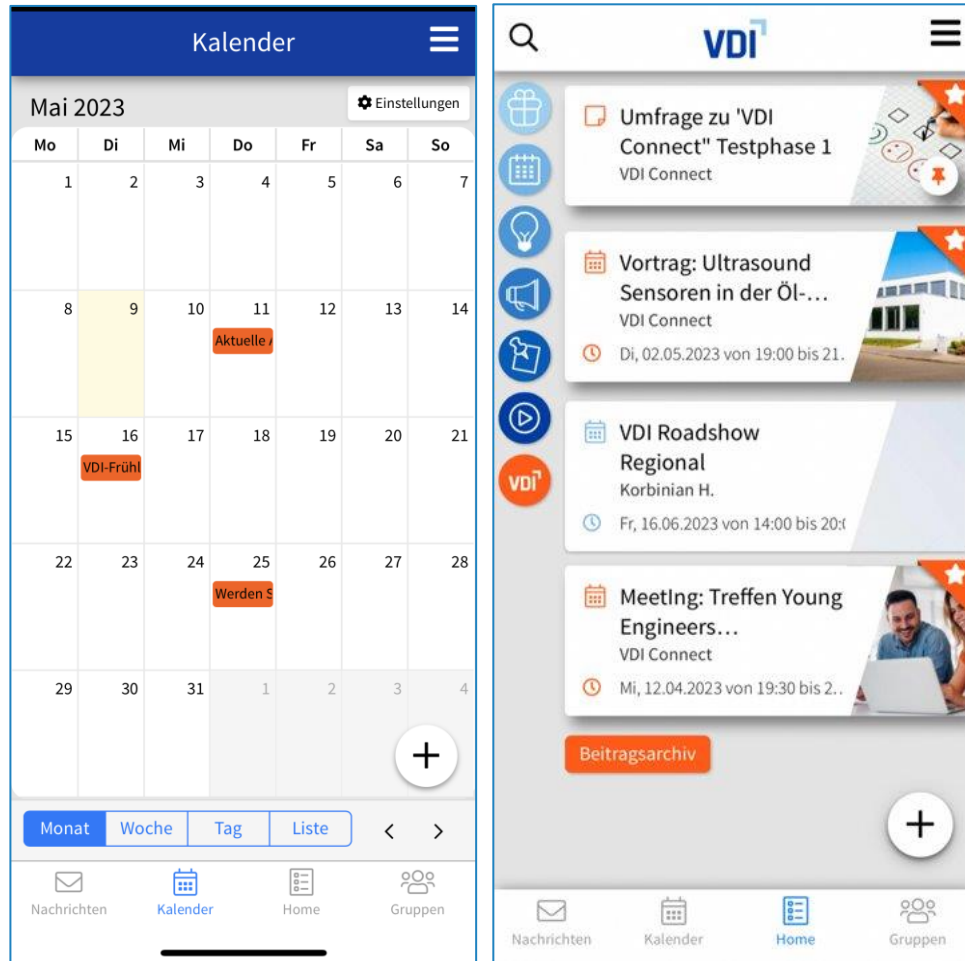 Kalender
Mai 2023
Einstellungen
Mo Di Mi Do Fr Sa So
1 2 3 4 5 6 7
8 9 10 11 12 13 14
Aktuelle
15 16 17 18 19 20 21
VDI-Frühl
22 23 24 25 26 27 28
Werden S
29 30 31 1 2 3 4
+
Monat Woche Tag Liste < >
Nachrichten Kalender Home Gruppen
VDI
Umfrage zu 'VDI
Connect" Testphase 1
VDI Connect
Vortrag: Ultrasound
Sensoren in der Öl-...
VDI Connect
Di, 02.05.2023 von 19:00 bis 21.
VDI
VDI Roadshow
Regional
Korbinian H.
Fr, 16.06.2023 von 14:00 bis 20:
MeetIng: Treffen Young
Engineers...
VDI Connect
Mi, 12.04.2023 von 19:30 bis 2..
Beitragsarchiv
+
Nachrichten Kalender Home Gruppen